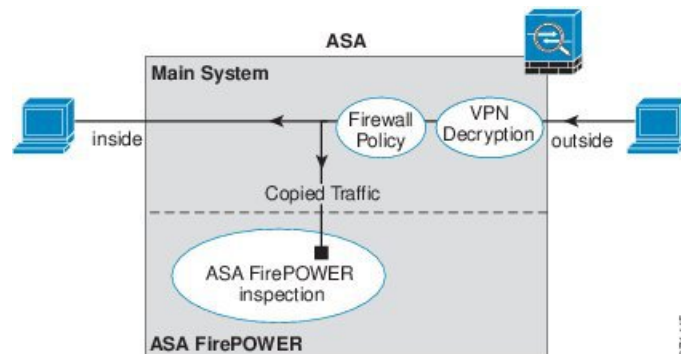 ASA
Main System
inside
Firewall
Policy
VPN
Decryption
outside
Copied Traffic
ASA FirePOWER
inspection
ASA FirePOWER